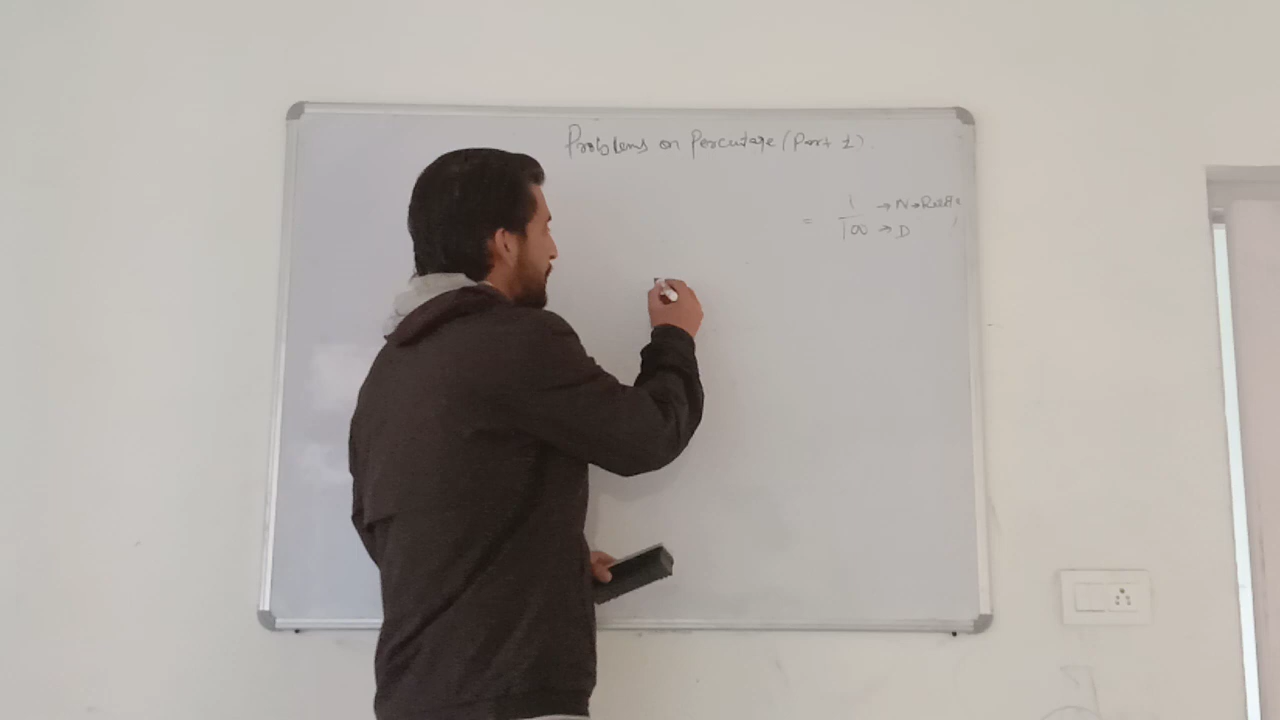 Problems on Percentage (Part 1)
1 → N →
= 100 → D